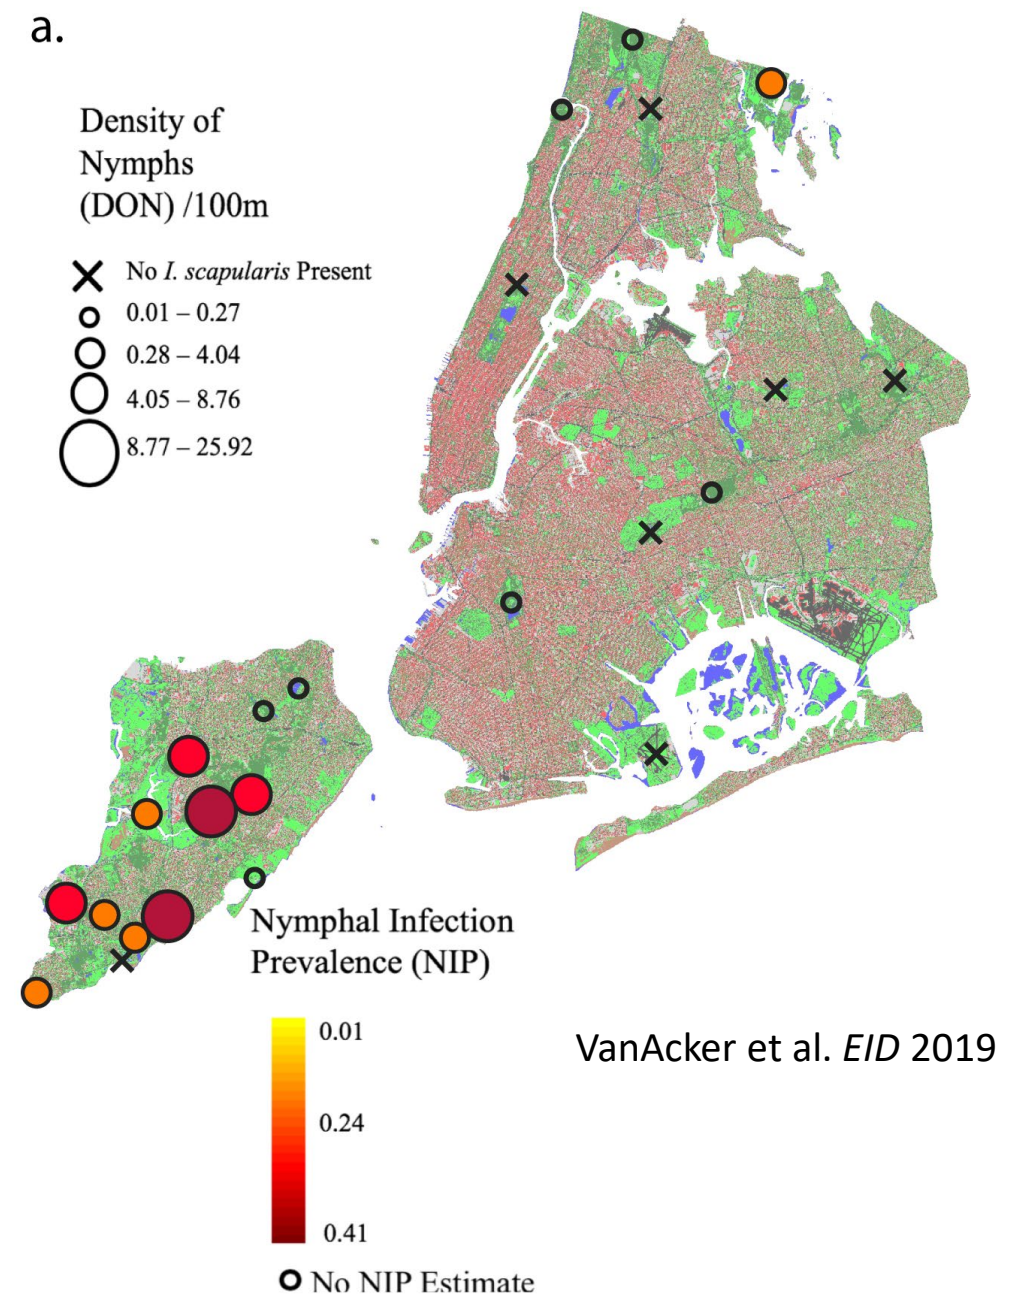 a.
Density of
Nymphs
(DON) /100m
No I. scapularis Present
0.01 – 0.27
0.28 – 4.04
4.05 – 8.76
8.77 – 25.92
Nymphal Infection
Prevalence (NIP)
0.01
0.24
0.41
No NIP Estimate
VanAcker et al. EID 2019